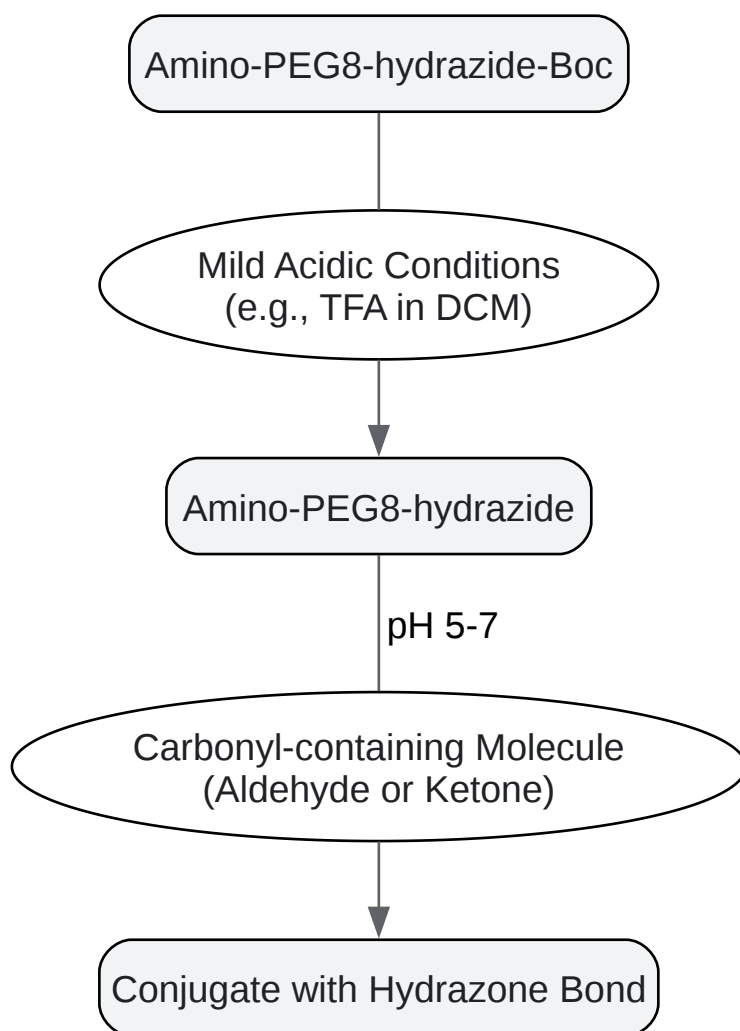 Amino-PEG8-hydrazide-Boc
Mild Acidic Conditions
(e.g., TFA in DCM)
Amino-PEG8-hydrazide
pH 5-7
Carbonyl-containing Molecule
(Aldehyde or Ketone)
Conjugate with Hydrazone Bond